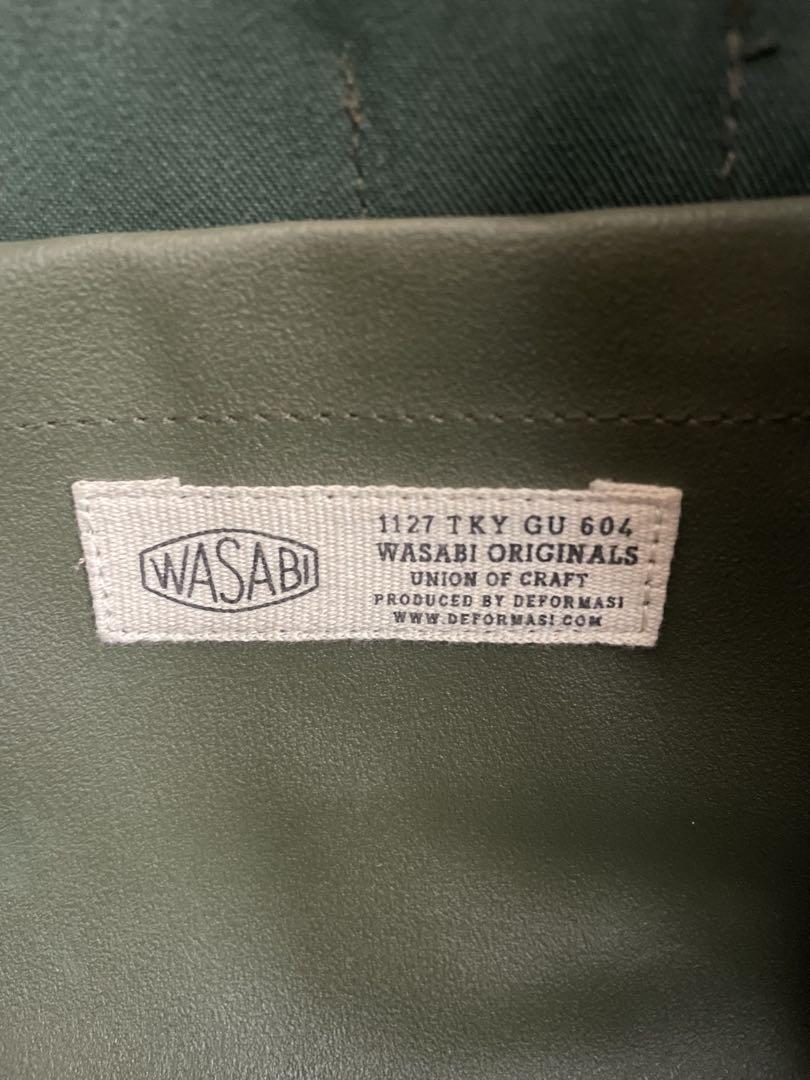 WASABI
1127 TKY GU 604
WASABI ORIGINALS
UNION OF CRAFT
PRODUCED BY DEFORMASI
WWW.DEFORMASI.COM